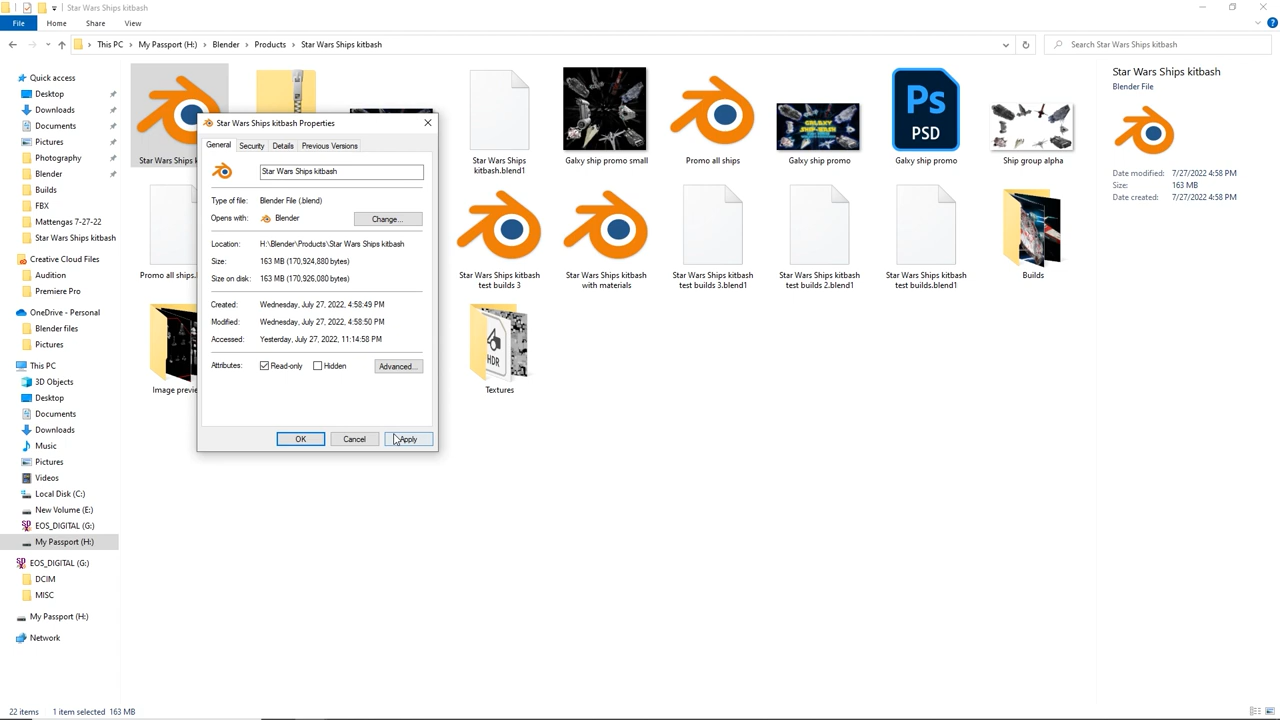 Star Wars Ships kitbash
File Home Share View
This PC > My Passport (H:) > Blender > Products > Star Wars Ships kitbash
Search Star Wars Ships kitbash
Quick access
Desktop
Downloads
Documents
Pictures
Photography
Blender
Builds
FBX
Mattengas 7-27-22
Star Wars Ships kitbash
Creative Cloud Files
Audition
Premiere Pro
OneDrive - Personal
Blender files
Pictures
This PC
3D Objects
Desktop
Documents
Downloads
Music
Pictures
Videos
Local Disk (C:)
New Volume (E:)
EOS_DIGITAL (G:)
My Passport (H:)
EOS_DIGITAL (G:)
DCIM
MISC
My Passport (H:)
Network
Star Wars Ships k
Star Wars Ships
kitbash.blend1
Galxy ship promo small
Promo all ships
GALAXY
SHIP-BASH
Galxy ship promo
Ps
PSD
Galxy ship promo
Ship group alpha
Promo all ships.
Star Wars Ships kitbash
test builds 3
Star Wars Ships kitbash
with materials
Star Wars Ships kitbash
test builds 3.blend1
Star Wars Ships kitbash
test builds 2.blend1
Star Wars Ships kitbash
test builds.blend1
Builds
Image previe
HDR
Textures
Star Wars Ships kitbash Properties
General Security Details Previous Versions
Star Wars Ships kitbash
Type of file: Blender File (.blend)
Opens with: Blender Change...
Location: H:\Blender\Products\Star Wars Ships kitbash
Size: 163 MB (170,924,880 bytes)
Size on disk: 163 MB (170,926,080 bytes)
Created: Wednesday, July 27, 2022, 4:58:49 PM
Modified: Wednesday, July 27, 2022, 4:58:50 PM
Accessed: Yesterday, July 27, 2022, 11:14:58 PM
Attributes: Read-only Hidden Advanced...
OK Cancel Apply
Star Wars Ships kitbash
Blender File
Date modified: 7/27/2022 4:58 PM
Size: 163 MB
Date created: 7/27/2022 4:58 PM
22 items 1 item selected 163 MB